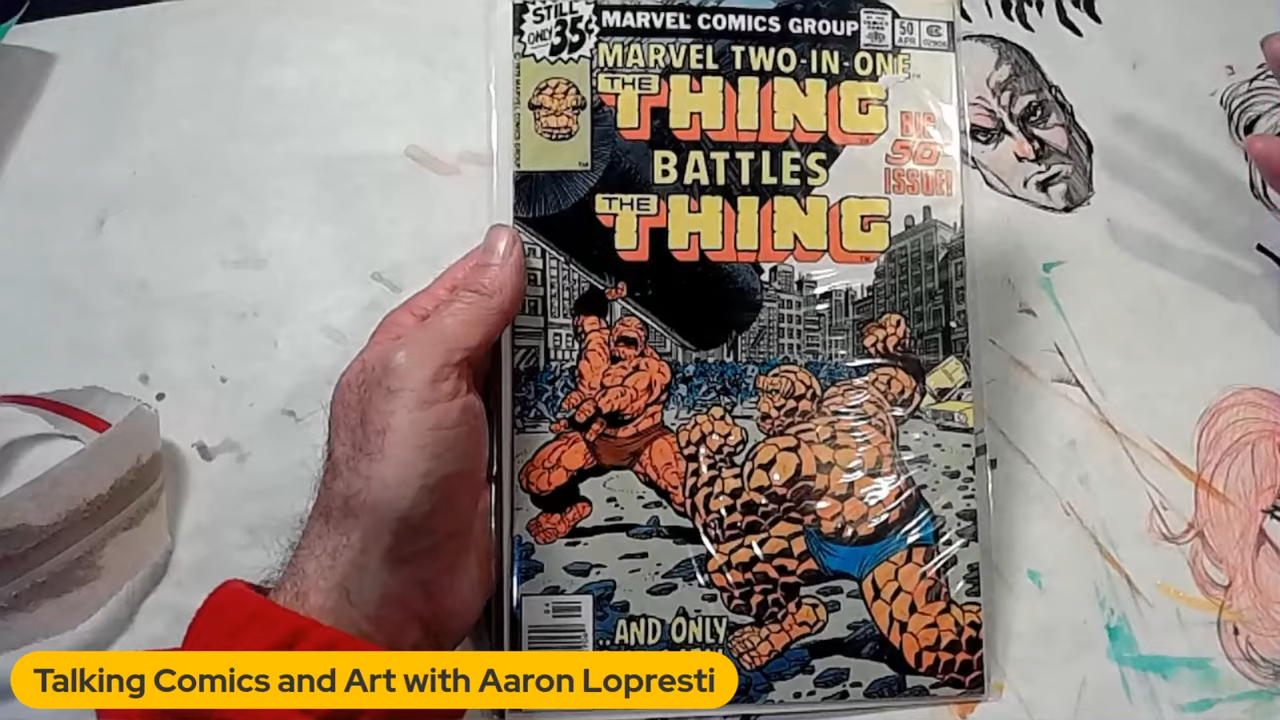 STILL ONLY 35¢
MARVEL COMICS GROUP
50
APR
MARVEL TWO-IN-ONE
THE THING
BATTLES
THE THING
BIG
50TH
ISSUE!
...AND ONLY
Talking Comics and Art with Aaron Lopresti